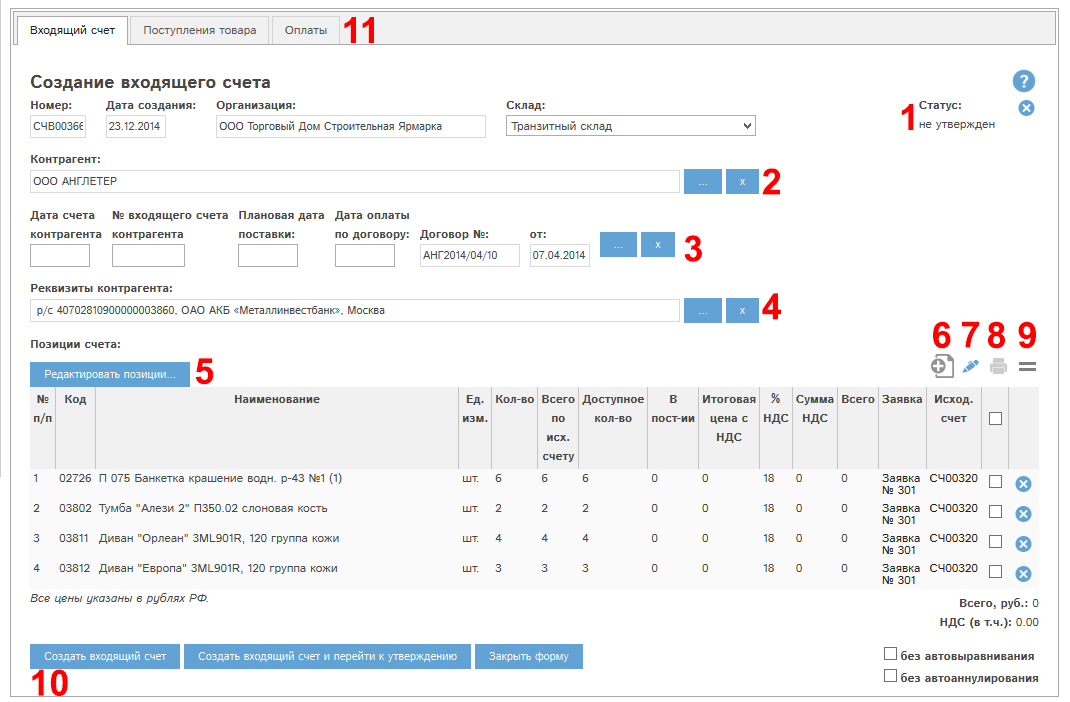 Входящий счет Поступления товара Оплаты 11
Создание входящего счета ?
Номер: Дата создания: Организация: Склад: Статус:
СЧВ00366 23.12.2014 ООО Торговый Дом Строительная Ярмарка Транзитный склад 1 не утвержден
Контрагент:
ООО АНГЛЕТЕР ... x 2
Дата счета № входящего счета Плановая дата Дата оплаты
контрагента контрагента поставки: по договору: Договор №: от:
АНГ2014/04/10 07.04.2014 ... x 3
Реквизиты контрагента:
р/с 40702810900000003860, ОАО АКБ «Металлинвестбанк», Москва ... x 4
Позиции счета: 6 7 8 9
Редактировать позиции... 5
№ Код Наименование Ед. Кол-во Всего Доступное В Итоговая % Сумма Всего Заявка Исход.
п/п изм. по кол-во пост-ии цена с НДС НДС счет
исх. НДС
счету
1 02726 П 075 Банкетка крашение водн. р-43 №1 (1) шт. 6 6 6 0 0 18 0 0 Заявка СЧ00320
№ 301
2 03802 Тумба "Алези 2" П350.02 слоновая кость шт. 2 2 2 0 0 18 0 0 Заявка СЧ00320
№ 301
3 03811 Диван "Орлеан" 3ML901R, 120 группа кожи шт. 4 4 4 0 0 18 0 0 Заявка СЧ00320
№ 301
4 03812 Диван "Европа" 3ML901R, 120 группа кожи шт. 3 3 3 0 0 18 0 0 Заявка СЧ00320
№ 301
Все цены указаны в рублях РФ.
Всего, руб.: 0
НДС (в т.ч.): 0.00
Создать входящий счет Создать входящий счет и перейти к утверждению Закрыть форму
без автовыравнивания
10 без автоаннулирования